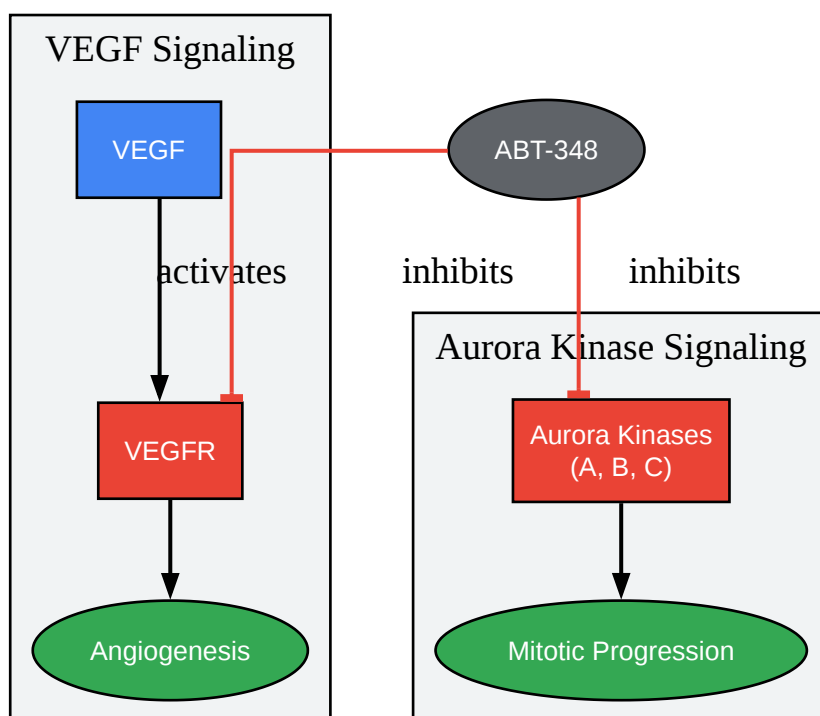 VEGF Signaling
VEGF
ABT-348
activates
inhibits
inhibits
Aurora Kinase Signaling
VEGFR
Aurora Kinases
(A, B, C)
Angiogenesis
Mitotic Progression